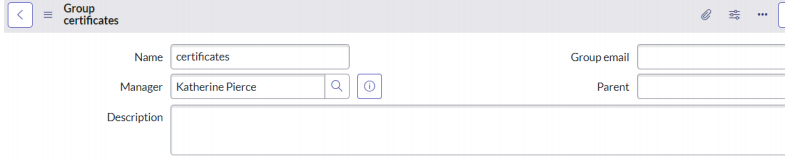 Group
certificates
Name certificates Group email
Manager Katherine Pierce Parent
Description